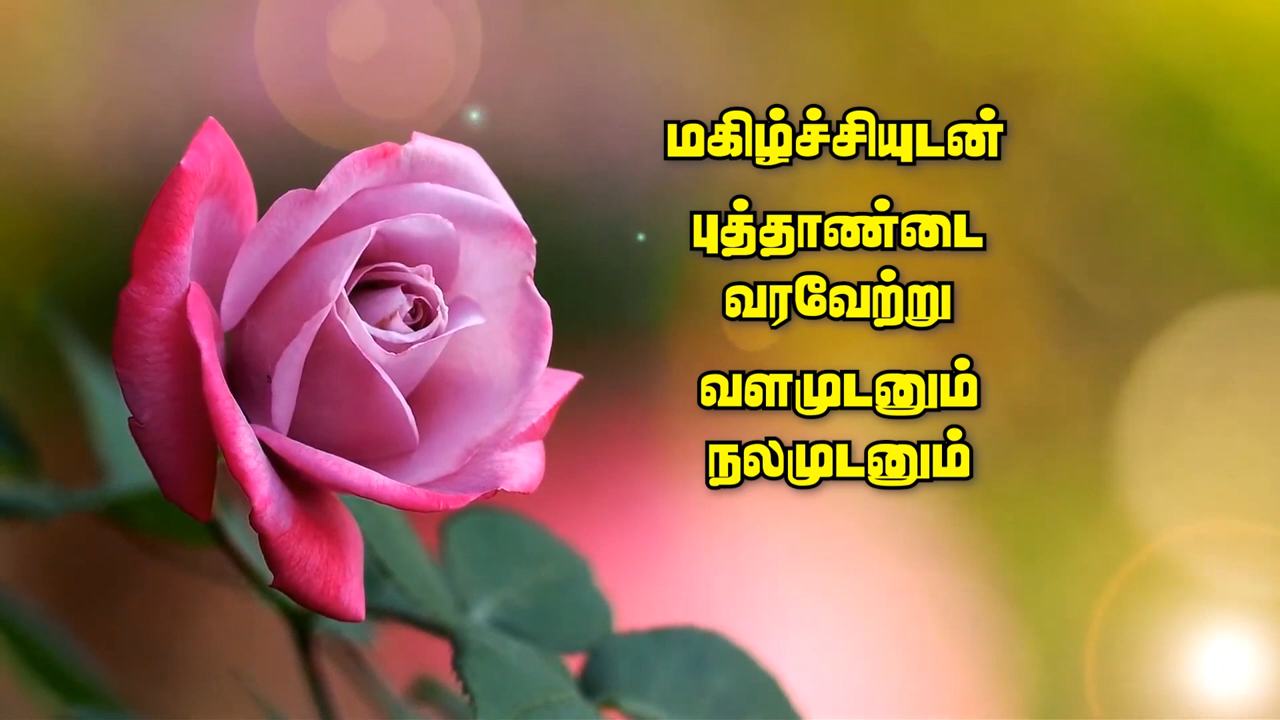 மகிழ்ச்சியுடன்
புத்தாண்டை
வரவேற்று
வளமுடனும்
நலமுடனும்